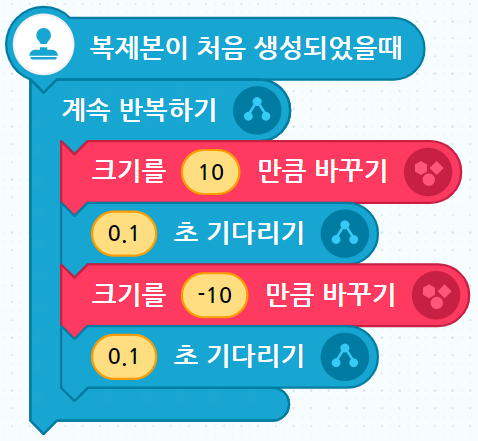 복제본이 처음 생성되었을때
계속 반복하기
크기를 10 만큼 바꾸기
0.1 초 기다리기
크기를 -10 만큼 바꾸기
0.1 초 기다리기